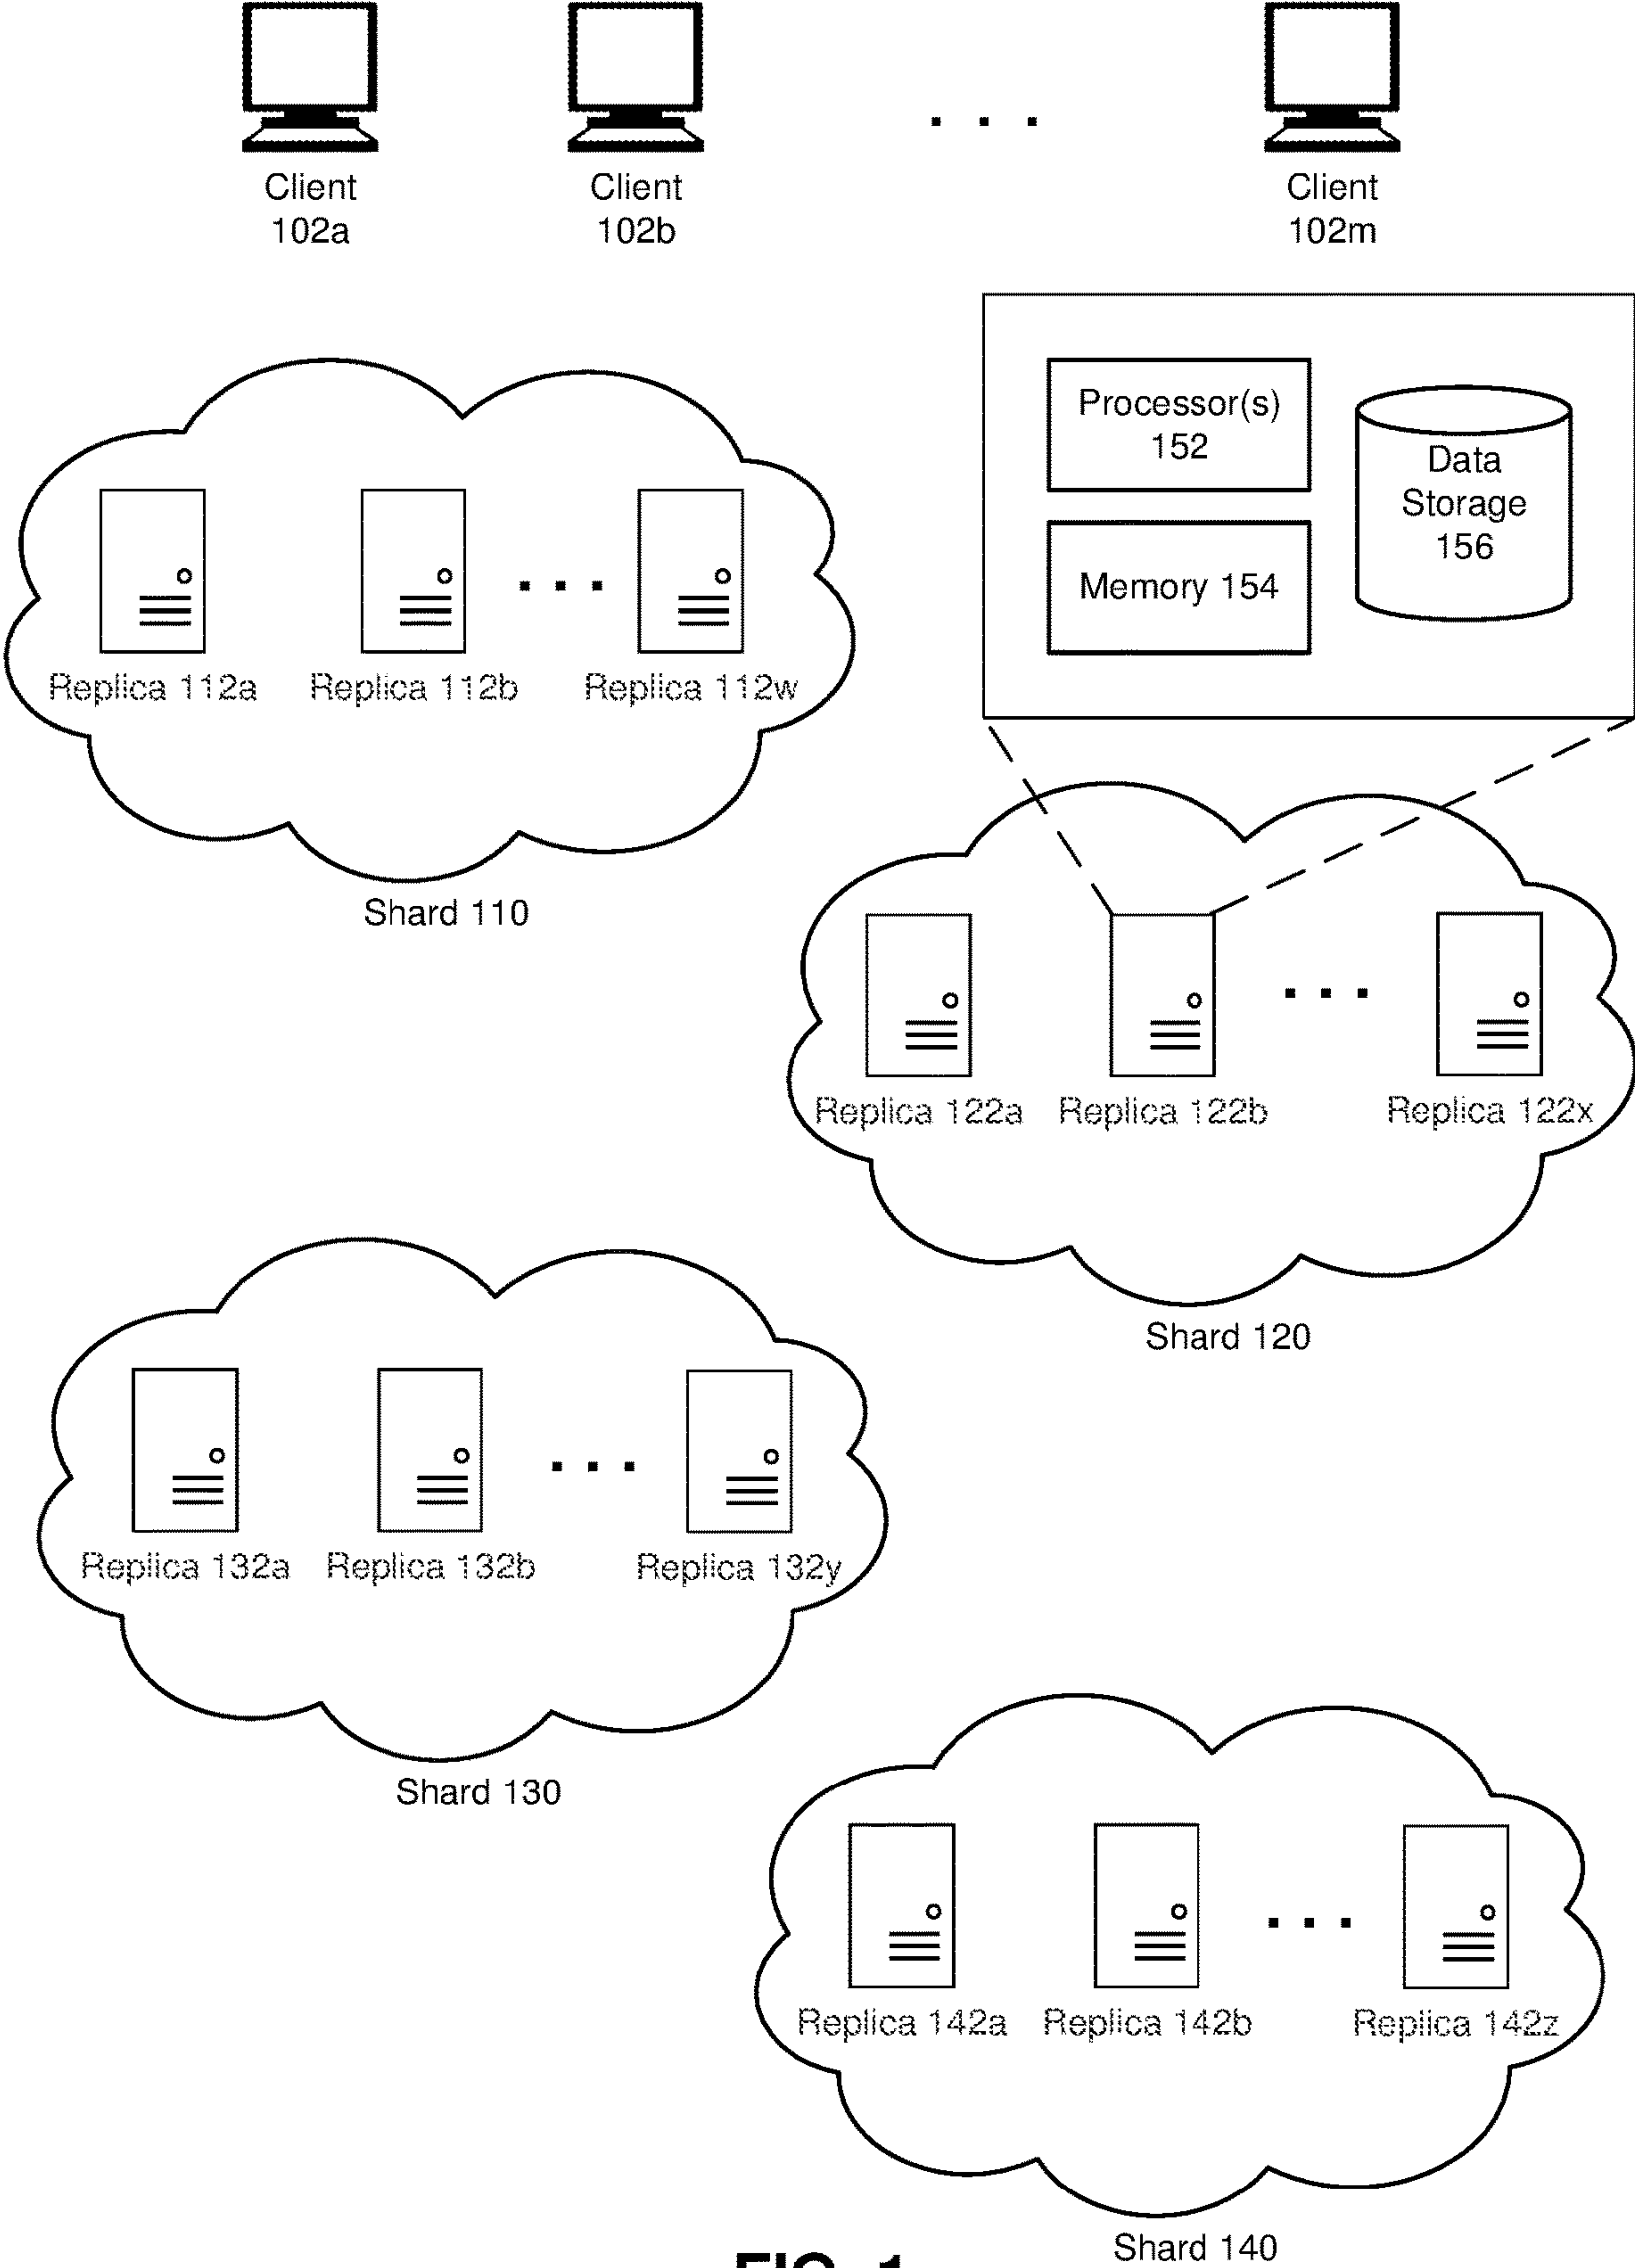 Client
102a
Client
102b
Client
102m
Processor(s)
152
Data
Storage
156
Memory 154
Replica 112a
Replica 112b
Replica 112w
Shard 110
Replica 122a
Replica 122b
Replica 122x
Shard 120
Replica 132a
Replica 132b
Replica 132y
Shard 130
Replica 142a
Replica 142b
Replica 142z
Shard 140
FIG. 1